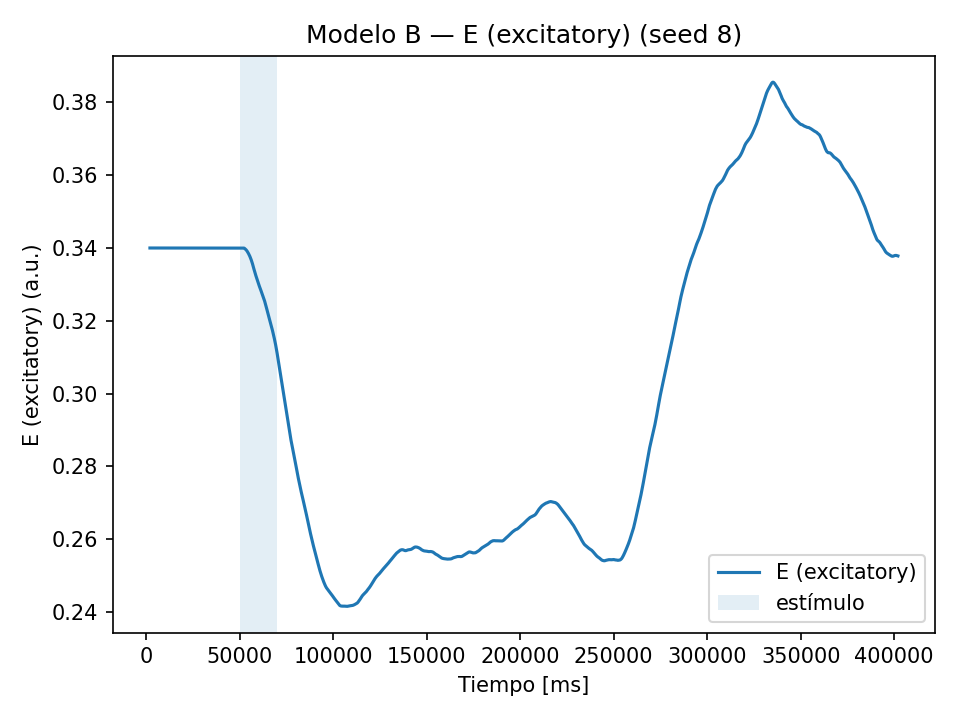 Modelo B — E (excitatory) (seed 8)
E (excitatory) (a.u.)
0.38
0.36
0.34
0.32
0.30
0.28
0.26
0.24
E (excitatory)
estímulo
0 50000 100000 150000 200000 250000 300000 350000 400000
Tiempo [ms]